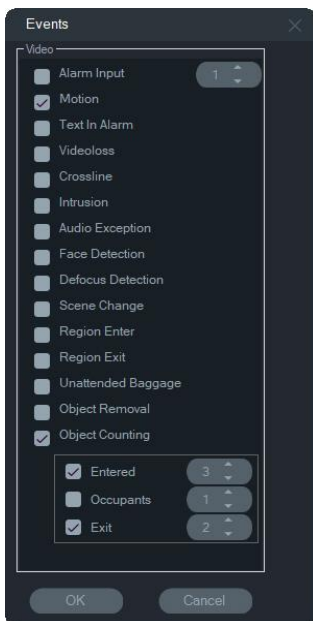 Events
Video
Alarm Input 1
Motion
Text In Alarm
Videoloss
Crossline
Intrusion
Audio Exception
Face Detection
Defocus Detection
Scene Change
Region Enter
Region Exit
Unattended Baggage
Object Removal
Object Counting
Entered 3
Occupants 1
Exit 2
OK Cancel